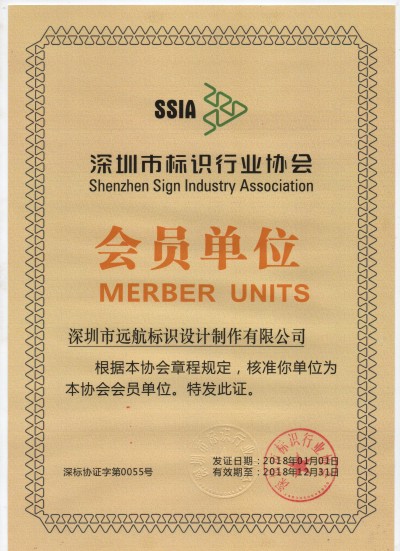 SSIA
深圳市标识行业协会
Shenzhen Sign Industry Association
会员单位
MERBER UNITS
深圳市远航标识设计制作有限公司
根据本协会章程规定，核准你单位为
本协会会员单位。特发此证。
发证日期：2018年01月01日
深标协证字第0055号
有效期至：2018年12月31日